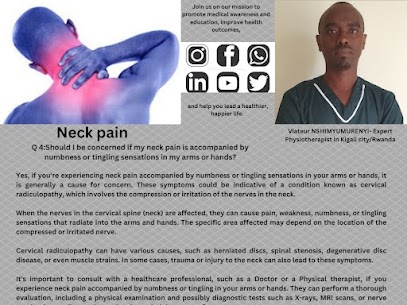 Join us on our mission to
promote medical awareness and
education, improve health
outcomes,
and help you lead a healthier,
happier life.
Viataur NSHIMYUMURENYI- Expert
Physiotherapist in Kigali city/Rwanda
Neck pain
Q 4:Should I be concerned if my neck pain is accompanied by
numbness or tingling sensations in my arms or hands?
Yes, if you're experiencing neck pain accompanied by numbness or tingling sensations in your arms or hands, it
is generally a cause for concern. These symptoms could be indicative of a condition known as cervical
radiculopathy, which involves the compression or irritation of the nerves in the neck.
When the nerves in the cervical spine (neck) are affected, they can cause pain, weakness, numbness, or tingling
sensations that radiate into the arms and hands. The specific area affected may depend on the location of the
compressed or irritated nerve.
Cervical radiculopathy can have various causes, such as herniated discs, spinal stenosis, degenerative disc
disease, or even muscle strains. In some cases, trauma or injury to the neck can also lead to these symptoms.
It's important to consult with a healthcare professional, such as a Doctor or a Physical therapist, if you
experience neck pain accompanied by numbness or tingling in your arms or hands. They can perform a thorough
evaluation, including a physical examination and possibly diagnostic tests such as X-rays, MRI scans, or nerve